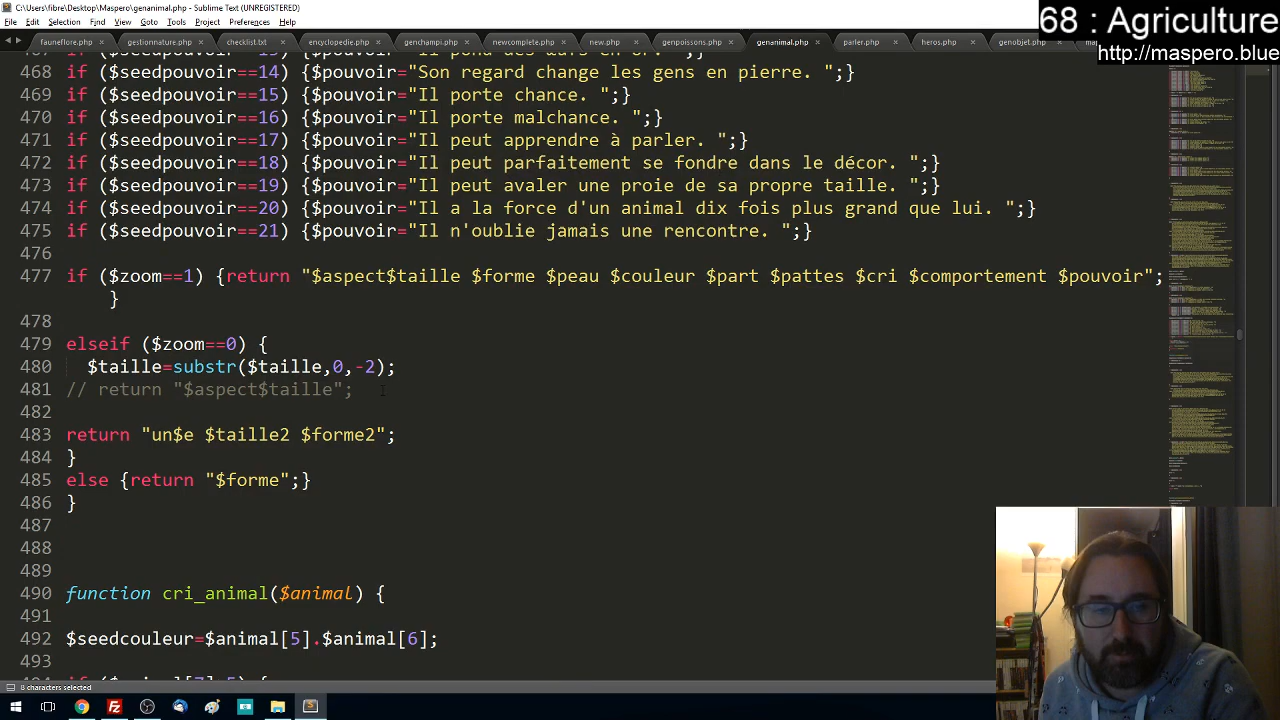 C:\Users\fibre\Desktop\Maspero\genanimal.php - Sublime Text (UNREGISTERED)
File Edit Selection Find View Goto Tools Project Preferences Help
68 : Agriculture
http://maspero.blue
fauneflore.php × gestionnature.php × checklist.txt × encyclopedie.php × genchampi.php × newcomplete.php × new.php × genpoissons.php × genanimal.php × parler.php × heros.php × genobjet.php ×
468 if ($seedpouvoir==14) {$pouvoir="Son regard change les gens en pierre. ";}
469 if ($seedpouvoir==15) {$pouvoir="Il porte chance. ";}
470 if ($seedpouvoir==16) {$pouvoir="Il porte malchance. ";}
471 if ($seedpouvoir==17) {$pouvoir="Il peut apprendre à parler. ";}
472 if ($seedpouvoir==18) {$pouvoir="Il peut parfaitement se fondre dans le décor. ";}
473 if ($seedpouvoir==19) {$pouvoir="Il peut avaler une proie de sa propre taille. ";}
474 if ($seedpouvoir==20) {$pouvoir="Il a la force d'un animal dix fois plus grand que lui. ";}
475 if ($seedpouvoir==21) {$pouvoir="Il n'oublie jamais une rencontre. ";}
476
477 if ($zoom==1) {return "$aspect$taille $forme $peau $couleur $part $pattes $cri $comportement $pouvoir";
}
478
479 elseif ($zoom==0) {
480 $taille=substr($taille,0,-2);
481 // return "$aspect$taille";
482
483 return "un$e $taille2 $forme2";
484 }
485 else {return "$forme";}
486 }
487
488
489
490 function cri_animal($animal) {
491
492 $seedcouleur=$animal[5].$animal[6];
493
8 characters selected